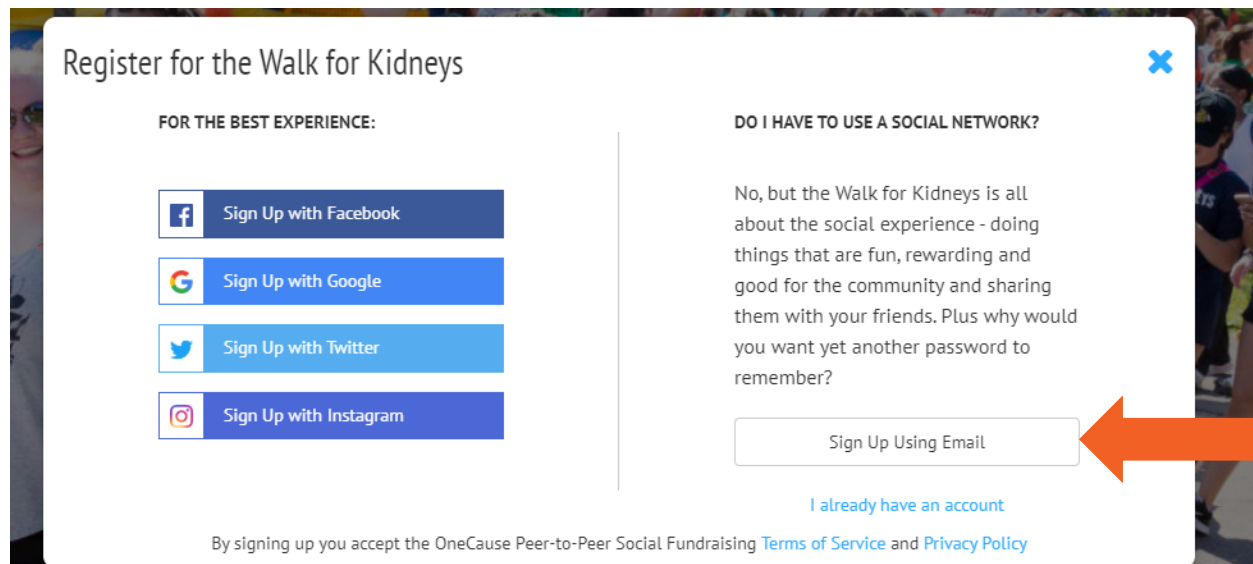 Register for the Walk for Kidneys
FOR THE BEST EXPERIENCE:
Sign Up with Facebook
Sign Up with Google
Sign Up with Twitter
Sign Up with Instagram
DO I HAVE TO USE A SOCIAL NETWORK?
No, but the Walk for Kidneys is all
about the social experience - doing
things that are fun, rewarding and
good for the community and sharing
them with your friends. Plus why would
you want yet another password to
remember?
Sign Up Using Email
I already have an account
By signing up you accept the OneCause Peer-to-Peer Social Fundraising Terms of Service and Privacy Policy